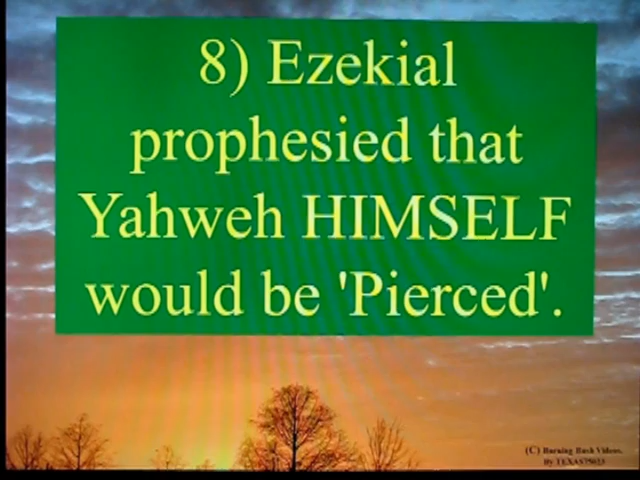 8) Ezekial
prophesied that
Yahweh HIMSELF
would be 'Pierced'.
(C) Burning Bush Videos.
By TEXAS75023